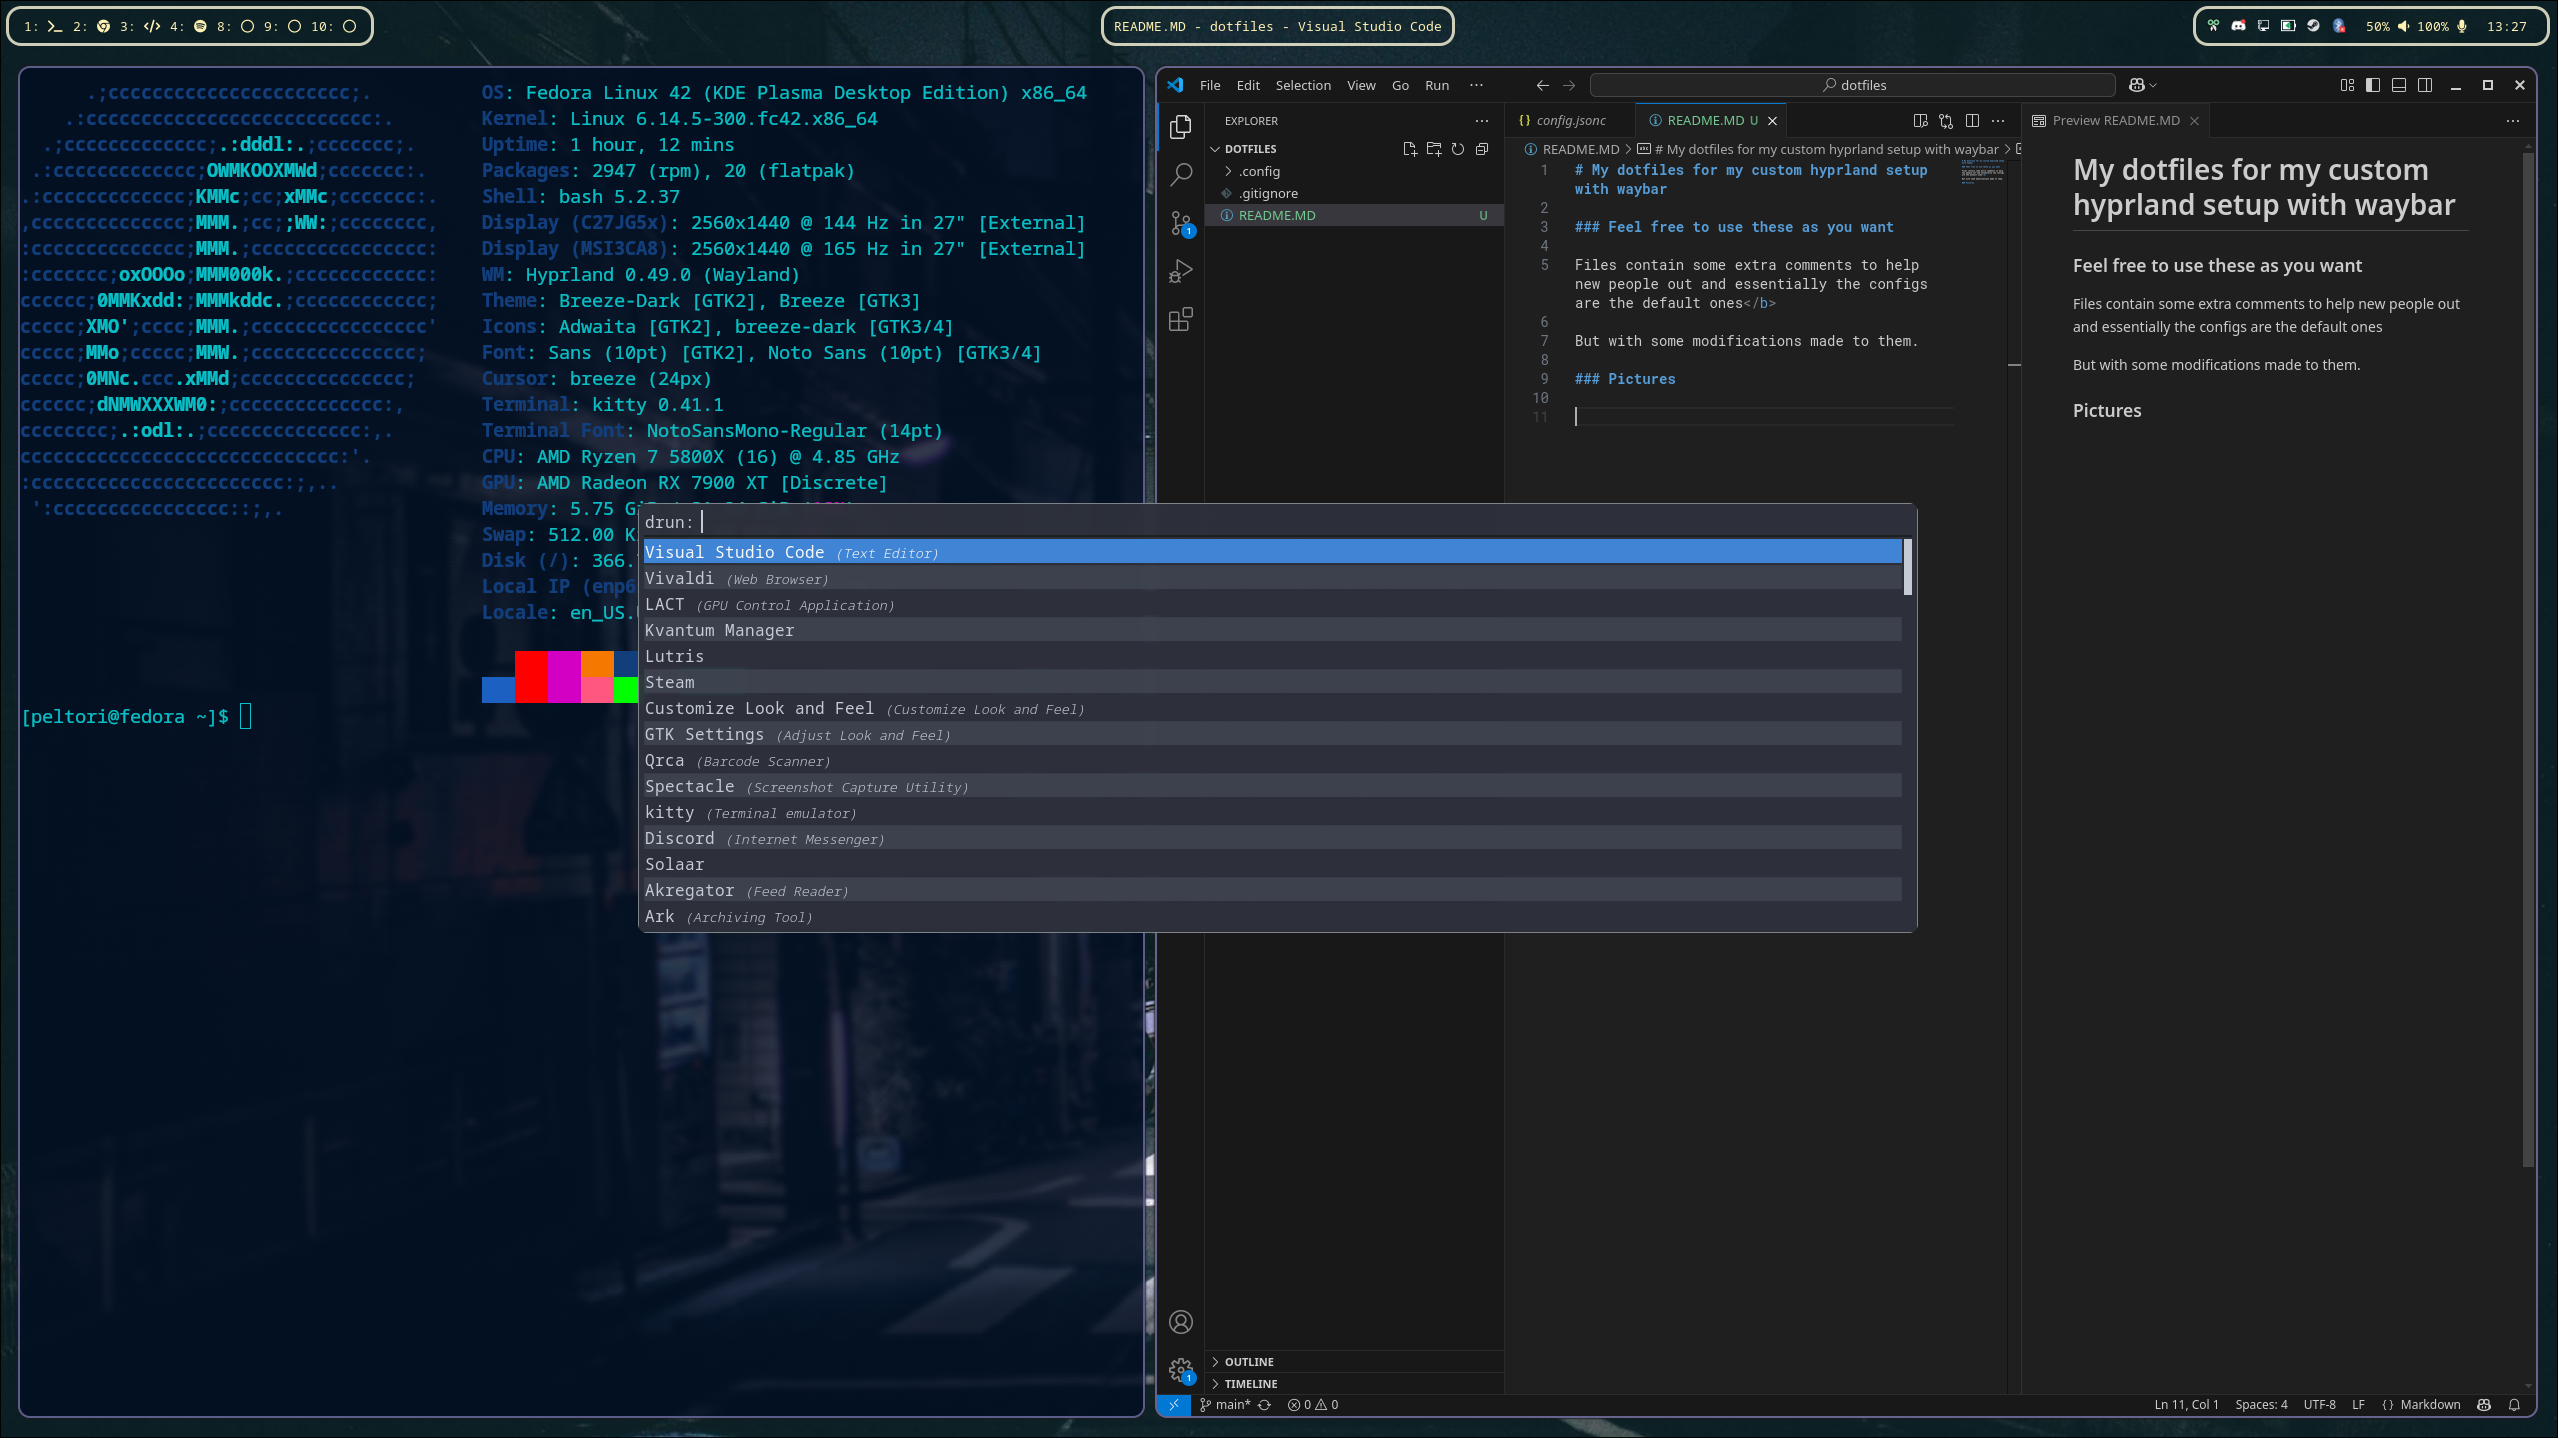 1: 2: 3: 4: 8: 9: 10:
README.MD - dotfiles - Visual Studio Code
50% 100% 13:27
.;cccccccccccccccccccccc;.
.:cccccccccccccccccccccccccc:.
.;ccccccccccccc;.:dddl:.;ccccccc;.
.:ccccccccccccc;OWMKOOXMWd;ccccccc:.
.:ccccccccccccc;KMMc;cc;xMMc;ccccccc:.
,cccccccccccccc;MMM.;cc;;WW:;cccccccc,
:cccccccccccccc;MMM.;cccccccccccccccc:
:ccccccc;oxOOOo;MMM000k.;cccccccccccc:
cccccc;0MMKxdd:;MMMkddc.;cccccccccccc;
ccccc;XMO';cccc;MMM.;cccccccccccccccc'
ccccc;MMo;ccccc;MMW.;ccccccccccccccc;
ccccc;0MNc.ccc.xMMd;ccccccccccccccc;
cccccc;dNMWXXXWM0:;cccccccccccccc:,
cccccccc;.:odl:.;cccccccccccccc:,.
ccccccccccccccccccccccccccccc:'.
:ccccccccccccccccccccccc:;,..
':cccccccccccccccc::;,.
OS: Fedora Linux 42 (KDE Plasma Desktop Edition) x86_64
Kernel: Linux 6.14.5-300.fc42.x86_64
Uptime: 1 hour, 12 mins
Packages: 2947 (rpm), 20 (flatpak)
Shell: bash 5.2.37
Display (C27JG5x): 2560x1440 @ 144 Hz in 27" [External]
Display (MSI3CA8): 2560x1440 @ 165 Hz in 27" [External]
WM: Hyprland 0.49.0 (Wayland)
Theme: Breeze-Dark [GTK2], Breeze [GTK3]
Icons: Adwaita [GTK2], breeze-dark [GTK3/4]
Font: Sans (10pt) [GTK2], Noto Sans (10pt) [GTK3/4]
Cursor: breeze (24px)
Terminal: kitty 0.41.1
Terminal Font: NotoSansMono-Regular (14pt)
CPU: AMD Ryzen 7 5800X (16) @ 4.85 GHz
GPU: AMD Radeon RX 7900 XT [Discrete]
Memory: 5.75
Swap: 512.00
Disk (/): 366.
Local IP (enp6
Locale: en_US.
[peltori@fedora ~]$
drun:
Visual Studio Code (Text Editor)
Vivaldi (Web Browser)
LACT (GPU Control Application)
Kvantum Manager
Lutris
Steam
Customize Look and Feel (Customize Look and Feel)
GTK Settings (Adjust Look and Feel)
Qrca (Barcode Scanner)
Spectacle (Screenshot Capture Utility)
kitty (Terminal emulator)
Discord (Internet Messenger)
Solaar
Akregator (Feed Reader)
Ark (Archiving Tool)
File Edit Selection View Go Run ···
dotfiles
EXPLORER
DOTFILES
.config
.gitignore
README.MD U
OUTLINE
TIMELINE
1
1
{} config.jsonc
README.MD U
README.MD > # My dotfiles for my custom hyprland setup with waybar >
1 # My dotfiles for my custom hyprland setup
with waybar
2
3 ### Feel free to use these as you want
4
5 Files contain some extra comments to help
new people out and essentially the configs
are the default ones</b>
6
7 But with some modifications made to them.
8
9 ### Pictures
10
11
Preview README.MD
My dotfiles for my custom
hyprland setup with waybar
Feel free to use these as you want
Files contain some extra comments to help new people out
and essentially the configs are the default ones
But with some modifications made to them.
Pictures
main* 0 0
Ln 11, Col 1 Spaces: 4 UTF-8 LF {} Markdown